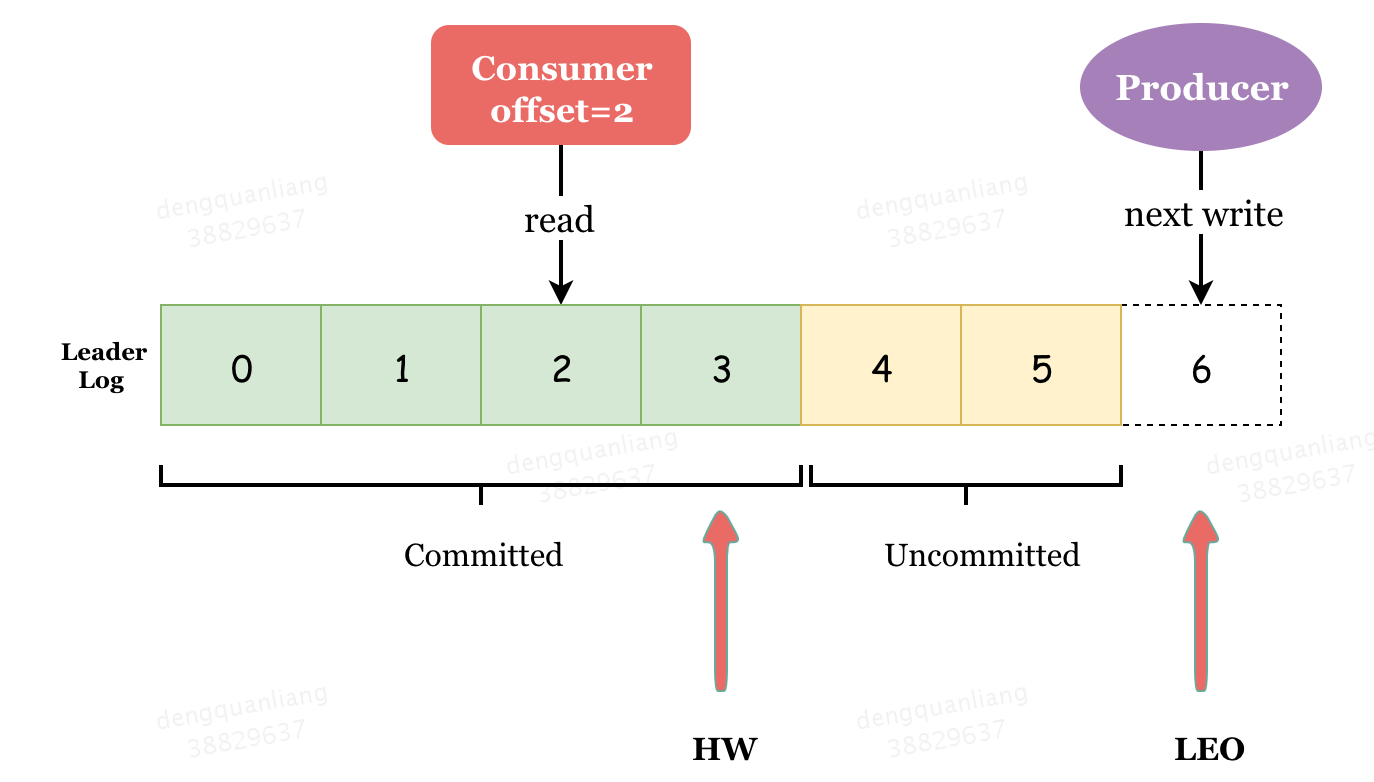 Consumer
offset=2
Producer
dengquanliang
38829637
dengquanliang
38829637
read
next write
Leader
Log
0
1
2
3
4
5
6
dengquanliang
38829637
dengquanliang
38829637
Committed
Uncommitted
dengquanliang
38829637
dengquanliang
38829637
HW
LEO